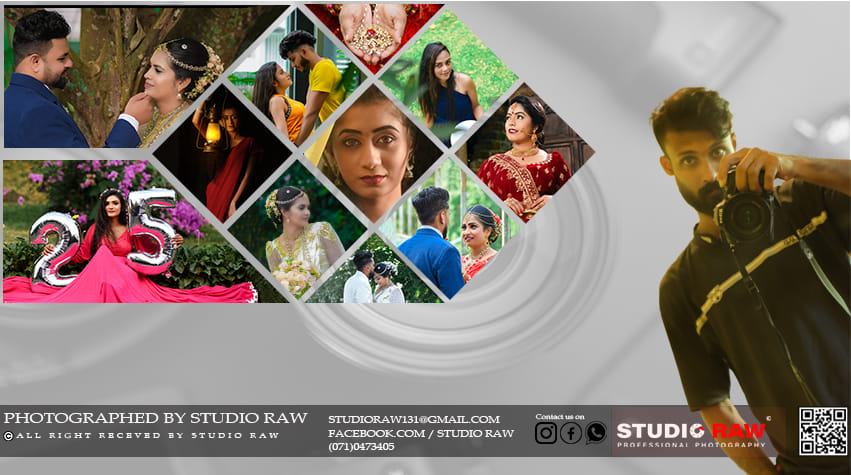 25
PHOTOGRAPHED BY STUDIO RAW
© ALL RIGHT RECEVED BY STUDIO RAW
STUDIORAW131@GMAIL.COM
FACEBOOK.COM / STUDIO RAW
(071)0473405
Contact us on
STUDIO RAW ©
PROFESSIONAL PHOTOGRAPHY